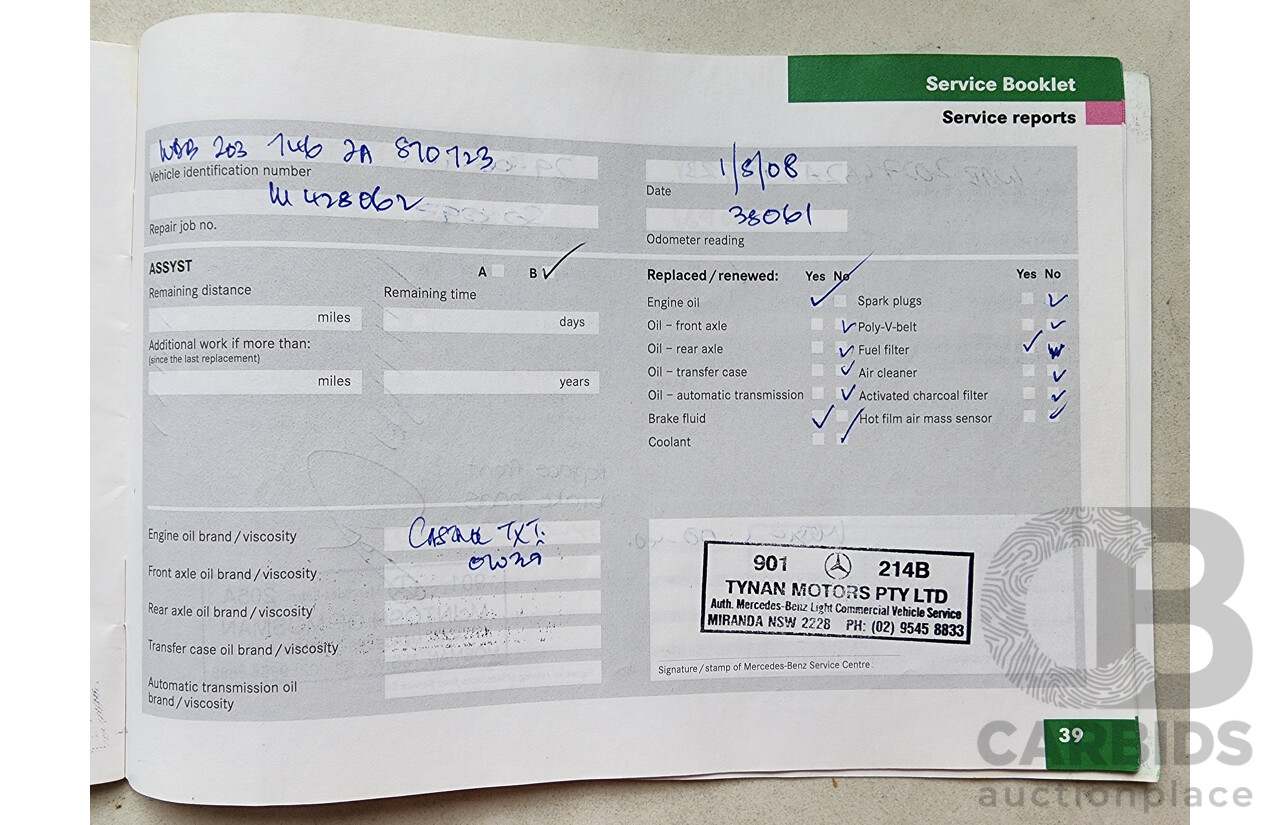 Service Booklet
Service reports
WDB 203 746 2A 870723
Vehicle identification number
1/8/08
Date
W 428062
Repair job no.
38061
Odometer reading
ASSYST
A
B ✓
Remaining distance
Remaining time
miles
days
Additional work if more than:
(since the last replacement)
miles
years
Replaced / renewed: Yes No
Yes No
Engine oil
Spark plugs
Oil – front axle
Poly-V-belt
Oil – rear axle
Fuel filter
Oil – transfer case
Air cleaner
Oil – automatic transmission
Activated charcoal filter
Brake fluid
Hot film air mass sensor
Coolant
Engine oil brand / viscosity
TXT
Front axle oil brand / viscosity
Rear axle oil brand / viscosity
Transfer case oil brand / viscosity
Automatic transmission oil
brand / viscosity
901 214B
TYNAN MOTORS PTY LTD
Auth. Mercedes-Benz Light Commercial Vehicle Service
MIRANDA NSW 2228 PH: (02) 9545 8833
Signature / stamp of Mercedes-Benz Service Centre
39
CARBIDS
auctionplace